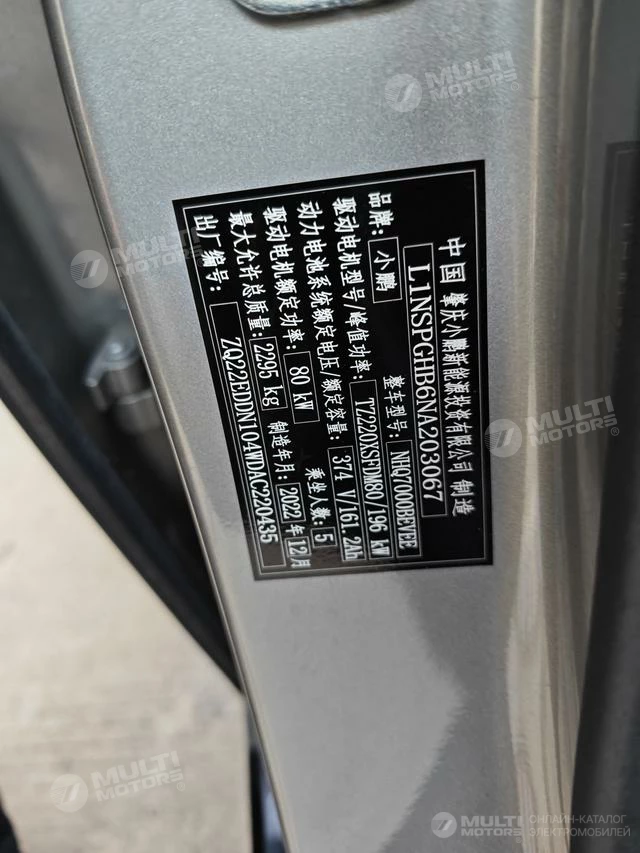 中国 肇庆小鹏新能源投资有限公司 制造
L1NSPGHB6NA203067
品牌: 小鹏 整车型号: NHQ7000BEVEE
驱动电机型号/峰值功率: TZ220XSFDM80/196 kW
动力电池系统额定电压/额定容量: 374 V/161.2Ah
驱动电机额定功率: 80 kW 乘坐人数: 5
最大允许总质量: 2295 kg 制造年月: 2022 年 12 月
出厂编号: ZQ22EDDN104WDAC220435
MULTI MOTORS
MULTI MOTORS
MULTI MOTORS
MULTI MOTORS
MULTI MOTORS ОНЛАЙН-КАТАЛОГ ЭЛЕКТРОМОБИЛЕЙ